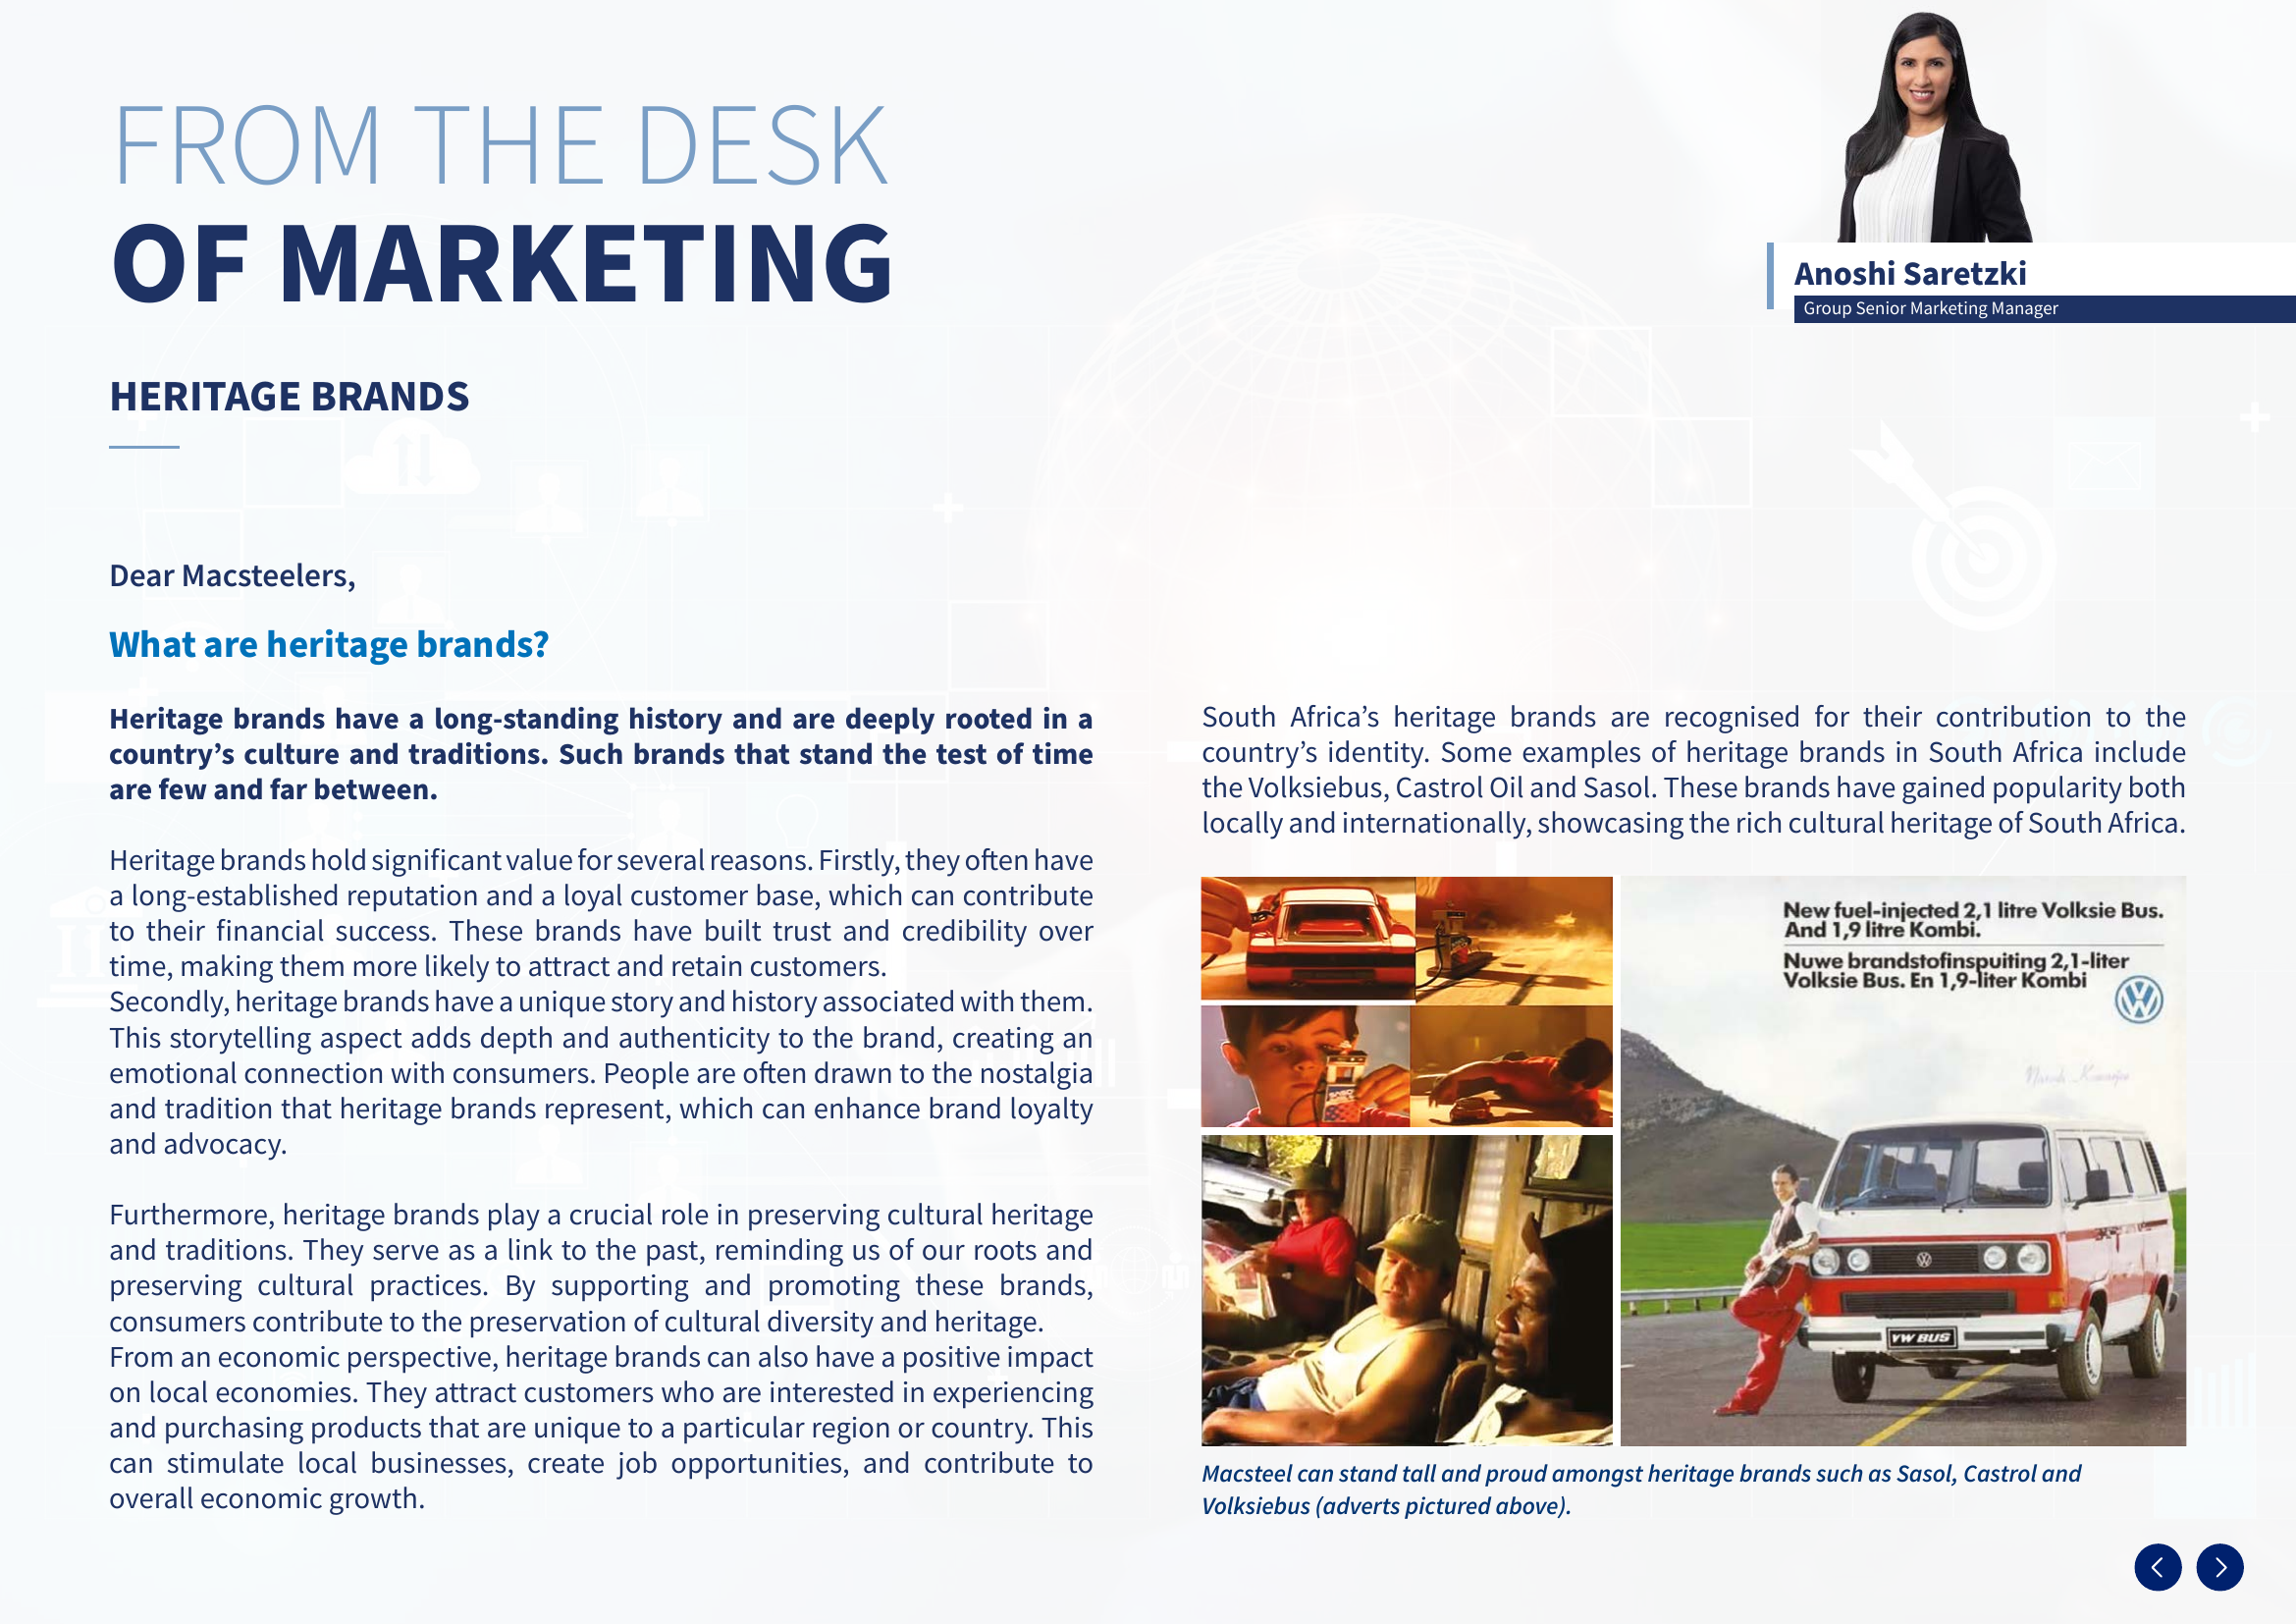 FROM THE DESK
OF MARKETING
Anoshi Saretzki
Group Senior Marketing Manager
HERITAGE BRANDS
Dear Macsteelers,
What are heritage brands?
Heritage brands have a long-standing history and are deeply rooted in a
country’s culture and traditions. Such brands that stand the test of time
are few and far between.
Heritage brands hold significant value for several reasons. Firstly, they often have
a long-established reputation and a loyal customer base, which can contribute
to their financial success. These brands have built trust and credibility over
time, making them more likely to attract and retain customers.
Secondly, heritage brands have a unique story and history associated with them.
This storytelling aspect adds depth and authenticity to the brand, creating an
emotional connection with consumers. People are often drawn to the nostalgia
and tradition that heritage brands represent, which can enhance brand loyalty
and advocacy.
Furthermore, heritage brands play a crucial role in preserving cultural heritage
and traditions. They serve as a link to the past, reminding us of our roots and
preserving cultural practices. By supporting and promoting these brands,
consumers contribute to the preservation of cultural diversity and heritage.
From an economic perspective, heritage brands can also have a positive impact
on local economies. They attract customers who are interested in experiencing
and purchasing products that are unique to a particular region or country. This
can stimulate local businesses, create job opportunities, and contribute to
overall economic growth.
South Africa’s heritage brands are recognised for their contribution to the
country’s identity. Some examples of heritage brands in South Africa include
the Volksiebus, Castrol Oil and Sasol. These brands have gained popularity both
locally and internationally, showcasing the rich cultural heritage of South Africa.
New fuel-injected 2,1 litre Volksie Bus.
And 1,9 litre Kombi.
Nuwe brandstofinspuiting 2,1-liter
Volksie Bus. En 1,9-liter Kombi
VW BUS
Macsteel can stand tall and proud amongst heritage brands such as Sasol, Castrol and
Volksiebus (adverts pictured above).